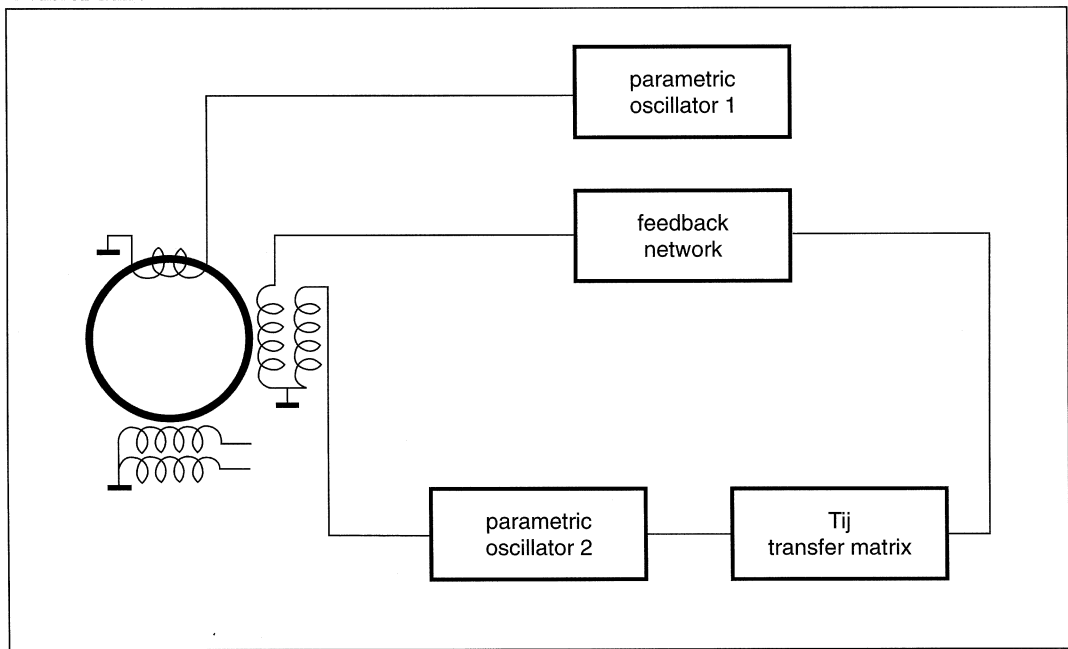 parametric
oscillator 1
feedback
network
parametric
oscillator 2
Tij
transfer matrix